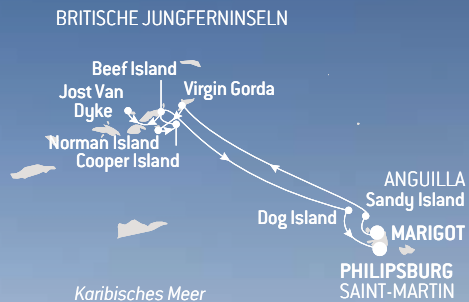 BRITISCHE JUNGFERNINSELN
Beef Island
Virgin Gorda
Jost Van
Dyke
Norman Island
Cooper Island
ANGUILLA
Sandy Island
Dog Island
MARIGOT
PHILIPSBURG
SAINT-MARTIN
Karibisches Meer